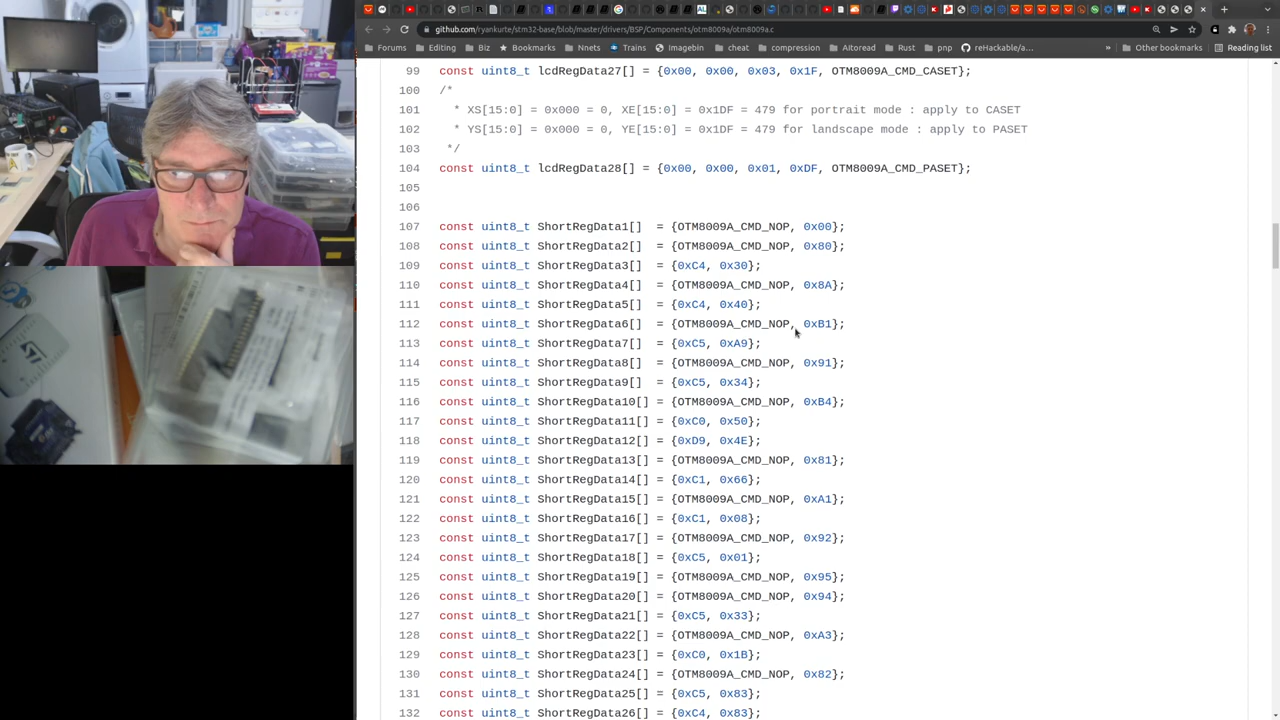 github.com/ryankurte/stm32-base/blob/master/drivers/BSP/Components/otm8009a/otm8009a.c
Forums Editing Biz Bookmarks Nnets Trains Imagebin Beat compression AItoread Rust pnp remarkable/a... » Other bookmarks Reading list
99 const uint8_t lcdRegData27[] = {0x00, 0x00, 0x03, 0x1F, OTM8009A_CMD_CASET};
100 /*
101 * XS[15:0] = 0x000 = 0, XE[15:0] = 0x1DF = 479 for portrait mode : apply to CASET
102 * YS[15:0] = 0x000 = 0, YE[15:0] = 0x1DF = 479 for landscape mode : apply to PASET
103 */
104 const uint8_t lcdRegData28[] = {0x00, 0x00, 0x01, 0xDF, OTM8009A_CMD_PASET};
105
106
107 const uint8_t ShortRegData1[] = {OTM8009A_CMD_NOP, 0x00};
108 const uint8_t ShortRegData2[] = {OTM8009A_CMD_NOP, 0x80};
109 const uint8_t ShortRegData3[] = {0xC4, 0x30};
110 const uint8_t ShortRegData4[] = {OTM8009A_CMD_NOP, 0x8A};
111 const uint8_t ShortRegData5[] = {0xC4, 0x40};
112 const uint8_t ShortRegData6[] = {OTM8009A_CMD_NOP, 0xB1};
113 const uint8_t ShortRegData7[] = {0xC5, 0xA9};
114 const uint8_t ShortRegData8[] = {OTM8009A_CMD_NOP, 0x91};
115 const uint8_t ShortRegData9[] = {0xC5, 0x34};
116 const uint8_t ShortRegData10[] = {OTM8009A_CMD_NOP, 0xB4};
117 const uint8_t ShortRegData11[] = {0xC0, 0x50};
118 const uint8_t ShortRegData12[] = {0xD9, 0x4E};
119 const uint8_t ShortRegData13[] = {OTM8009A_CMD_NOP, 0x81};
120 const uint8_t ShortRegData14[] = {0xC1, 0x66};
121 const uint8_t ShortRegData15[] = {OTM8009A_CMD_NOP, 0xA1};
122 const uint8_t ShortRegData16[] = {0xC1, 0x08};
123 const uint8_t ShortRegData17[] = {OTM8009A_CMD_NOP, 0x92};
124 const uint8_t ShortRegData18[] = {0xC5, 0x01};
125 const uint8_t ShortRegData19[] = {OTM8009A_CMD_NOP, 0x95};
126 const uint8_t ShortRegData20[] = {OTM8009A_CMD_NOP, 0x94};
127 const uint8_t ShortRegData21[] = {0xC5, 0x33};
128 const uint8_t ShortRegData22[] = {OTM8009A_CMD_NOP, 0xA3};
129 const uint8_t ShortRegData23[] = {0xC0, 0x1B};
130 const uint8_t ShortRegData24[] = {OTM8009A_CMD_NOP, 0x82};
131 const uint8_t ShortRegData25[] = {0xC5, 0x83};
132 const uint8_t ShortRegData26[] = {0xC4, 0x83};